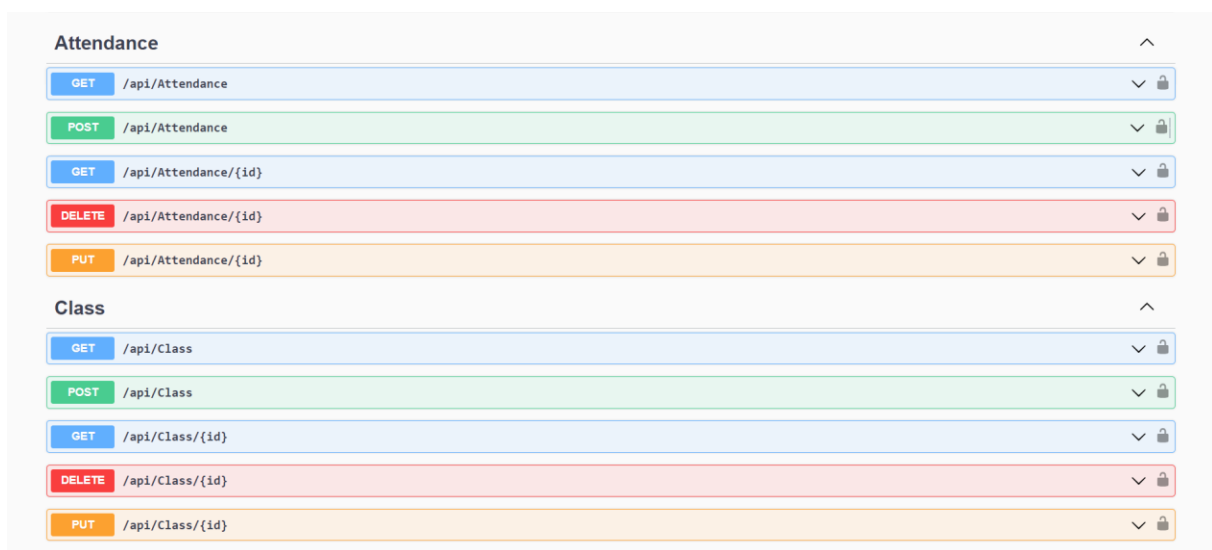 Attendance
GET /api/Attendance
POST /api/Attendance
GET /api/Attendance/{id}
DELETE /api/Attendance/{id}
PUT /api/Attendance/{id}
Class
GET /api/Class
POST /api/Class
GET /api/Class/{id}
DELETE /api/Class/{id}
PUT /api/Class/{id}